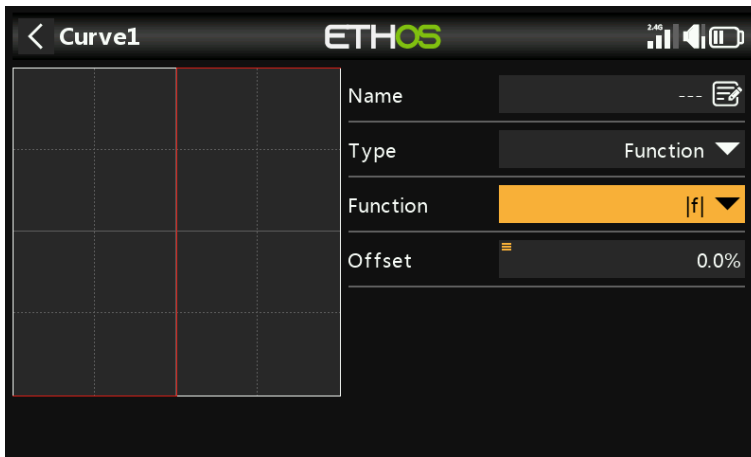 Curve1
ETHOS
2.4G
Name
---
Type
Function
Function
|f|
Offset
0.0%